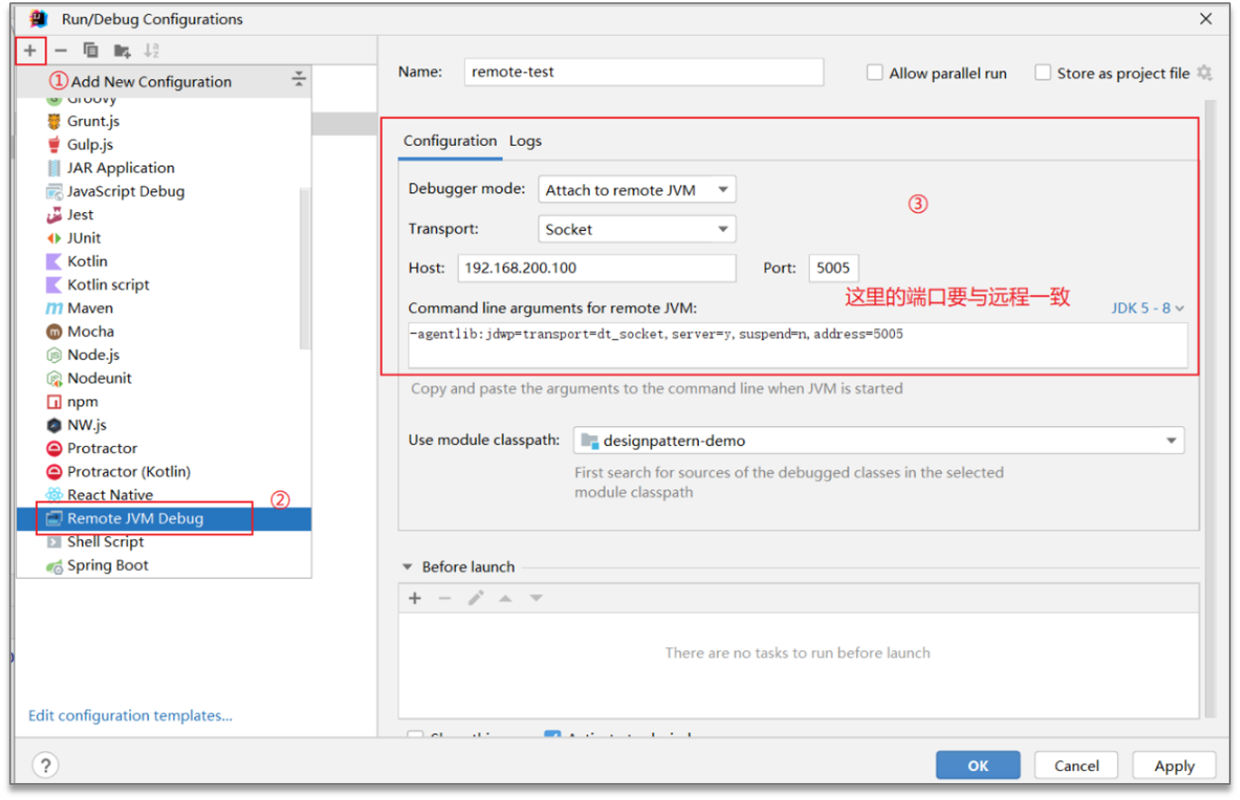 Run/Debug Configurations
① Add New Configuration
Groovy
Grunt.js
Gulp.js
JAR Application
JavaScript Debug
Jest
JUnit
Kotlin
Kotlin script
Maven
Mocha
Node.js
Nodeunit
npm
NW.js
Protractor
Protractor (Kotlin)
React Native
②
Remote JVM Debug
Shell Script
Spring Boot
Edit configuration templates...
Name: remote-test Allow parallel run Store as project file
Configuration Logs
Debugger mode: Attach to remote JVM
③
Transport: Socket
Host: 192.168.200.100 Port: 5005
这里的端口要与远程一致
Command line arguments for remote JVM: JDK 5 - 8
-agentlib:jdwp=transport=dt_socket,server=y,suspend=n,address=5005
Copy and paste the arguments to the command line when JVM is started
Use module classpath: designpattern-demo
First search for sources of the debugged classes in the selected
module classpath
Before launch
There are no tasks to run before launch
? OK Cancel Apply